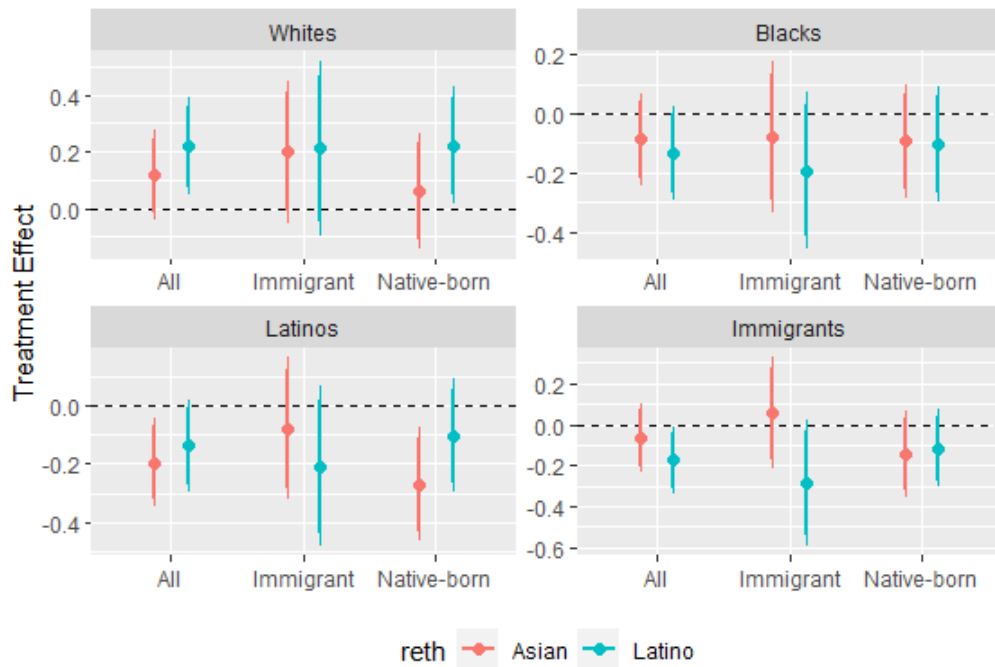 Whites
Blacks
0.4
0.2
0.0
All
Immigrant
Native-born
0.2
0.0
-0.2
-0.4
All
Immigrant
Native-born
Treatment Effect
Latinos
Immigrants
0.0
-0.2
-0.4
All
Immigrant
Native-born
0.2
0.0
-0.2
-0.4
-0.6
All
Immigrant
Native-born
reth Asian Latino